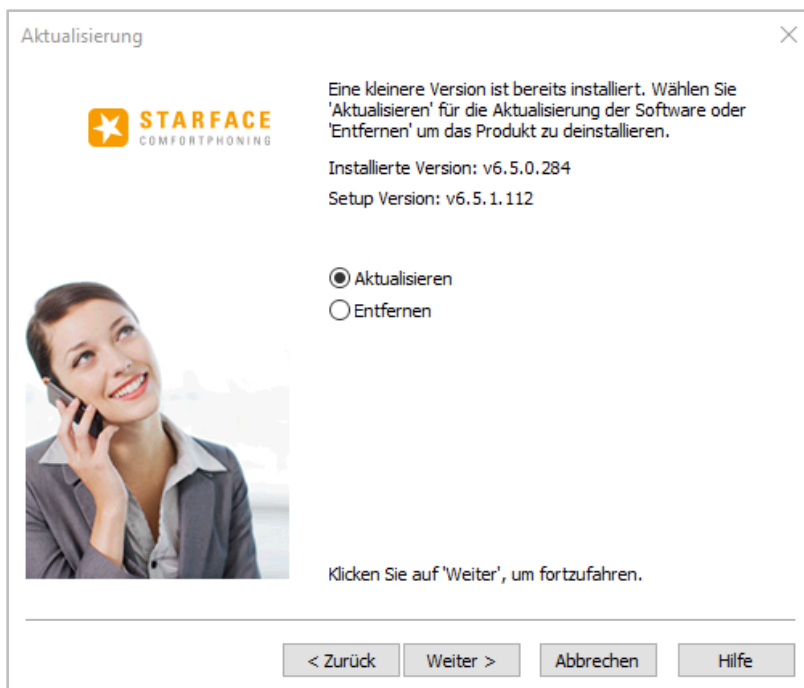 Aktualisierung
Eine kleinere Version ist bereits installiert. Wählen Sie
'Aktualisieren' für die Aktualisierung der Software oder
'Entfernen' um das Produkt zu deinstallieren.
STARFACE
COMFORTPHONING
Installierte Version: v6.5.0.284
Setup Version: v6.5.1.112
Aktualisieren
Entfernen
Klicken Sie auf 'Weiter', um fortzufahren.
< Zurück Weiter > Abbrechen Hilfe